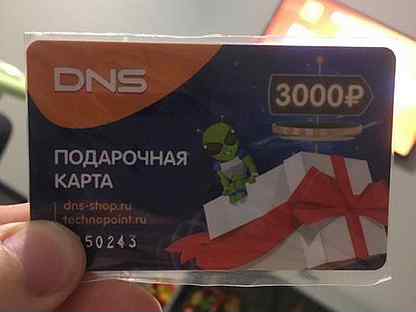 DNS
3000₽
ПОДАРОЧНАЯ
КАРТА
dns-shop.ru
technopoint.ru
50243